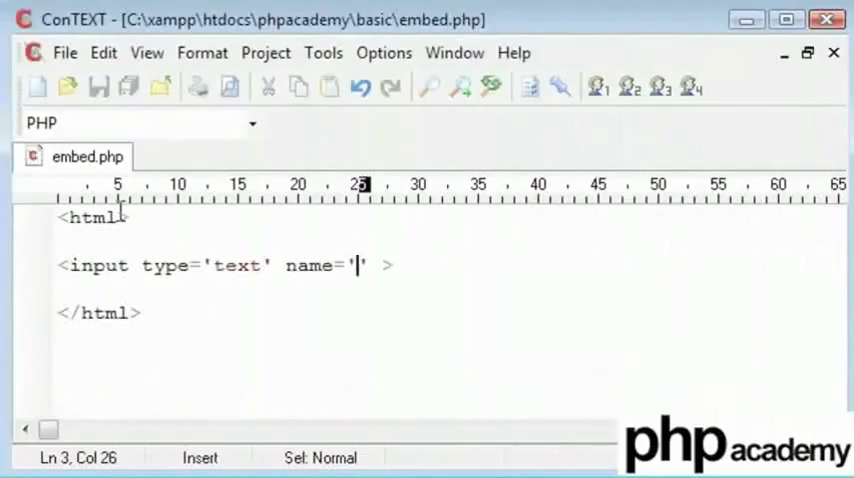 ConTEXT - [C:\xampp\htdocs\phpacademy\basic\embed.php]
File Edit View Format Project Tools Options Window Help
PHP
embed.php
5 10 15 20 25 30 35 40 45 50 55 60 65
<html>
<input type='text' name='' >
</html>
Ln 3, Col 26 Insert Sel: Normal
php academy